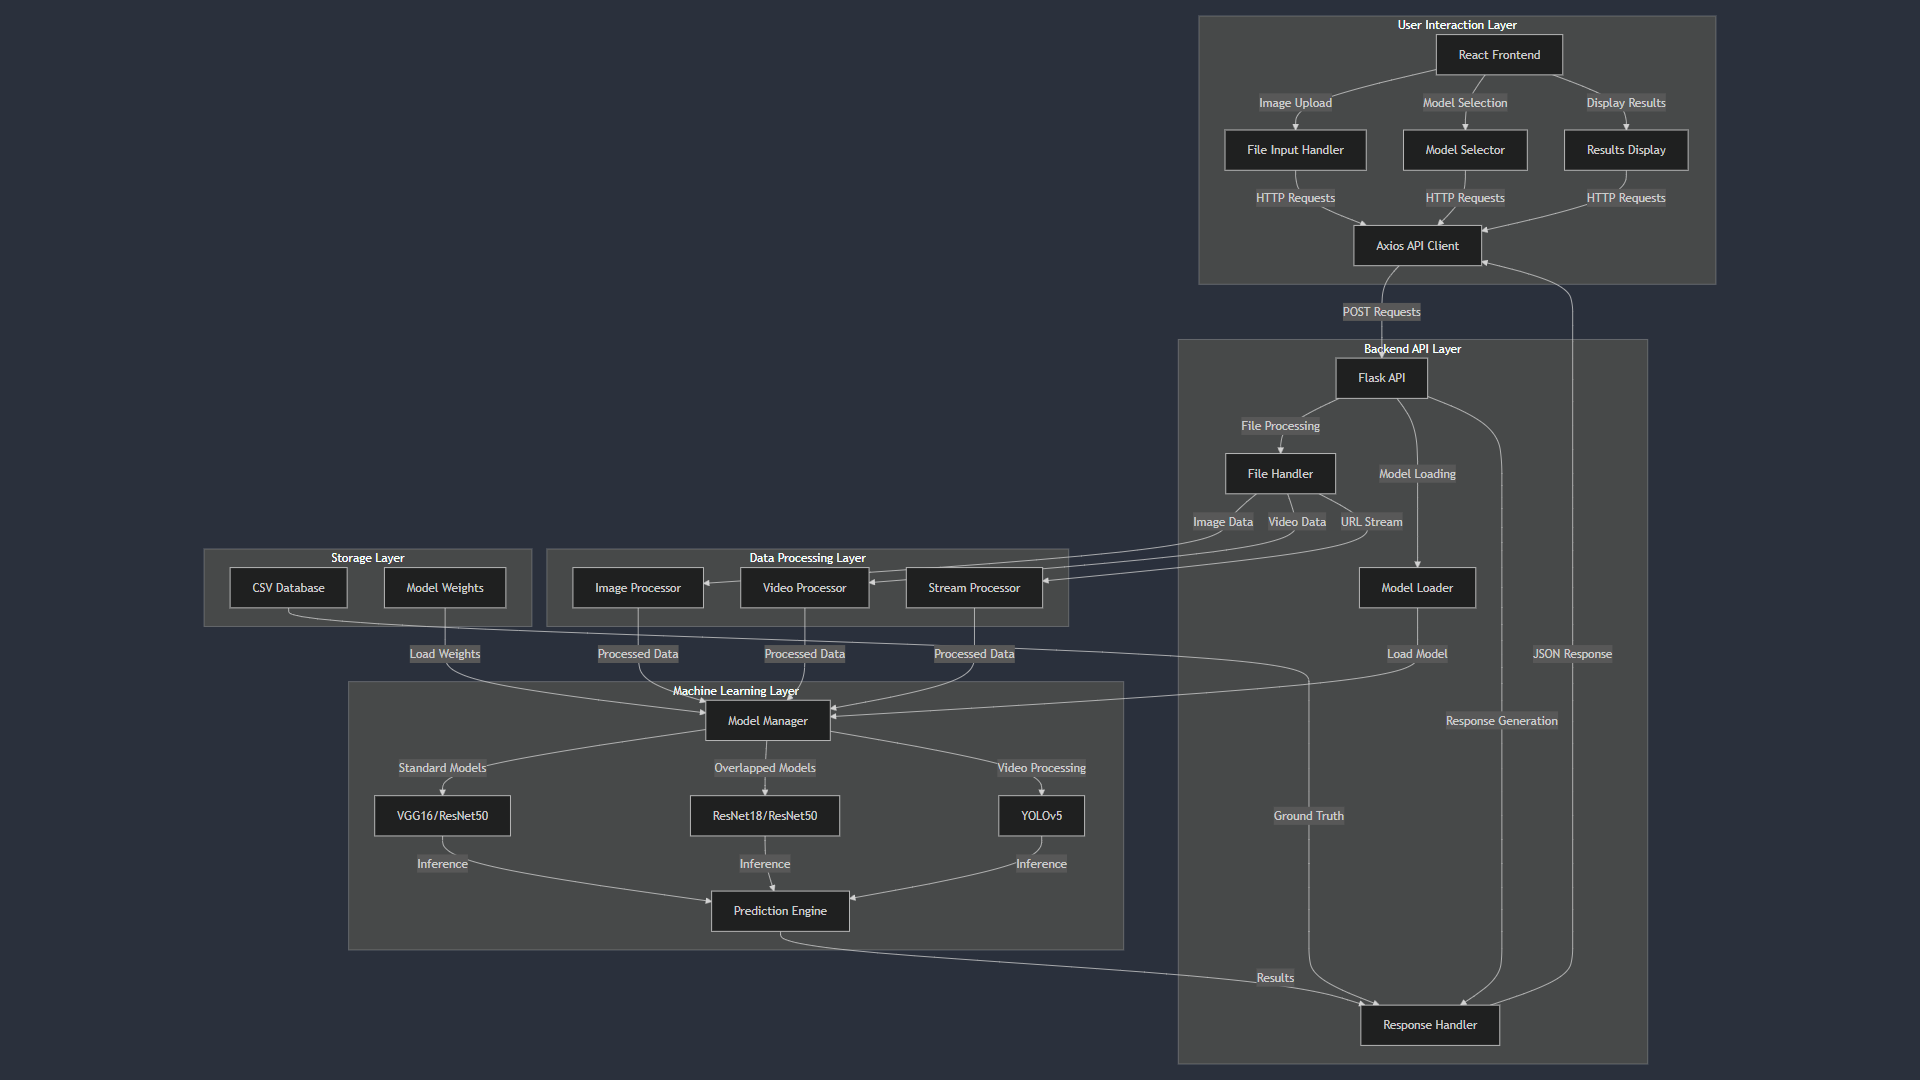 User Interaction Layer
React Frontend
Image Upload
Model Selection
Display Results
File Input Handler
Model Selector
Results Display
HTTP Requests
HTTP Requests
HTTP Requests
Axios API Client
POST Requests
Backend API Layer
Flask API
File Processing
File Handler
Model Loading
Image Data
Video Data
URL Stream
Storage Layer
CSV Database
Model Weights
Data Processing Layer
Image Processor
Video Processor
Stream Processor
Model Loader
Load Weights
Processed Data
Processed Data
Processed Data
Load Model
JSON Response
Machine Learning Layer
Model Manager
Response Generation
Standard Models
Overlapped Models
Video Processing
VGG16/ResNet50
ResNet18/ResNet50
YOLOv5
Ground Truth
Inference
Inference
Inference
Prediction Engine
Results
Response Handler